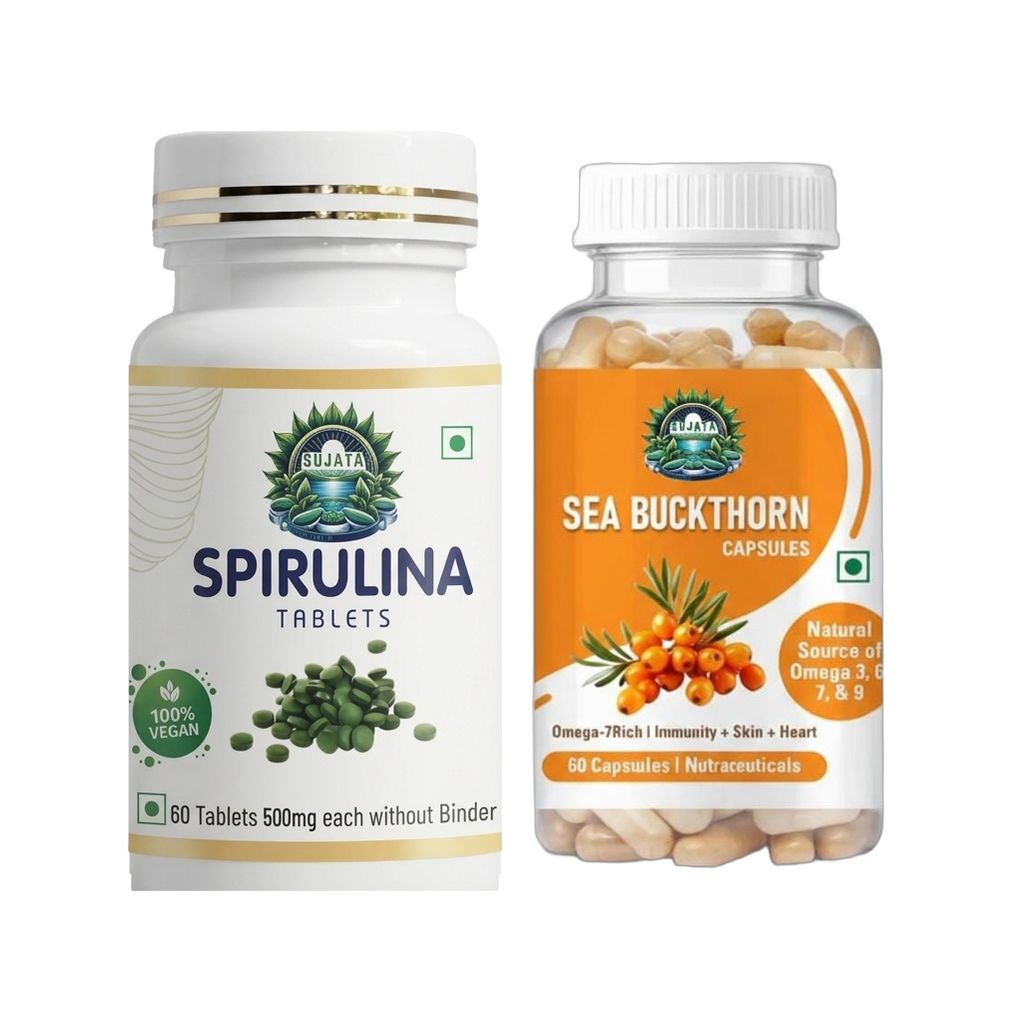 SUJATA
SPIRULINA
TABLETS
100%
VEGAN
60 Tablets 500mg each without Binder
SUJATA
SEA BUCKTHORN
CAPSULES
Natural
Source of
Omega 3, 6
7, & 9
Omega-7Rich | Immunity + Skin + Heart
60 Capsules | Nutraceuticals